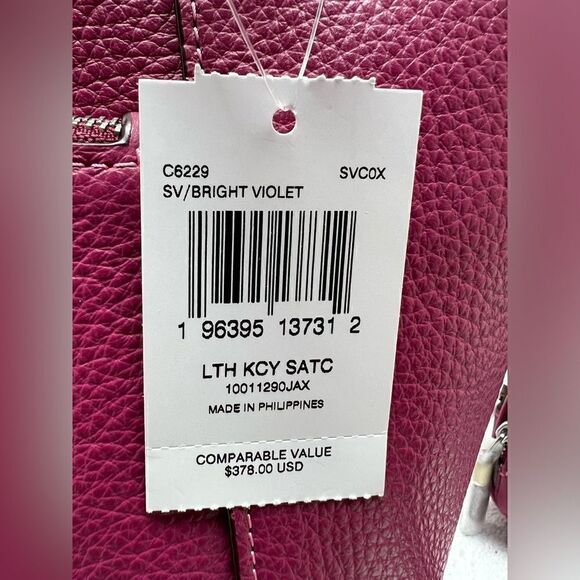 C6229 SVC0X
SV/BRIGHT VIOLET
1 96395 13731 2
LTH KCY SATC
10011290JAX
MADE IN PHILIPPINES
COMPARABLE VALUE
$378.00 USD